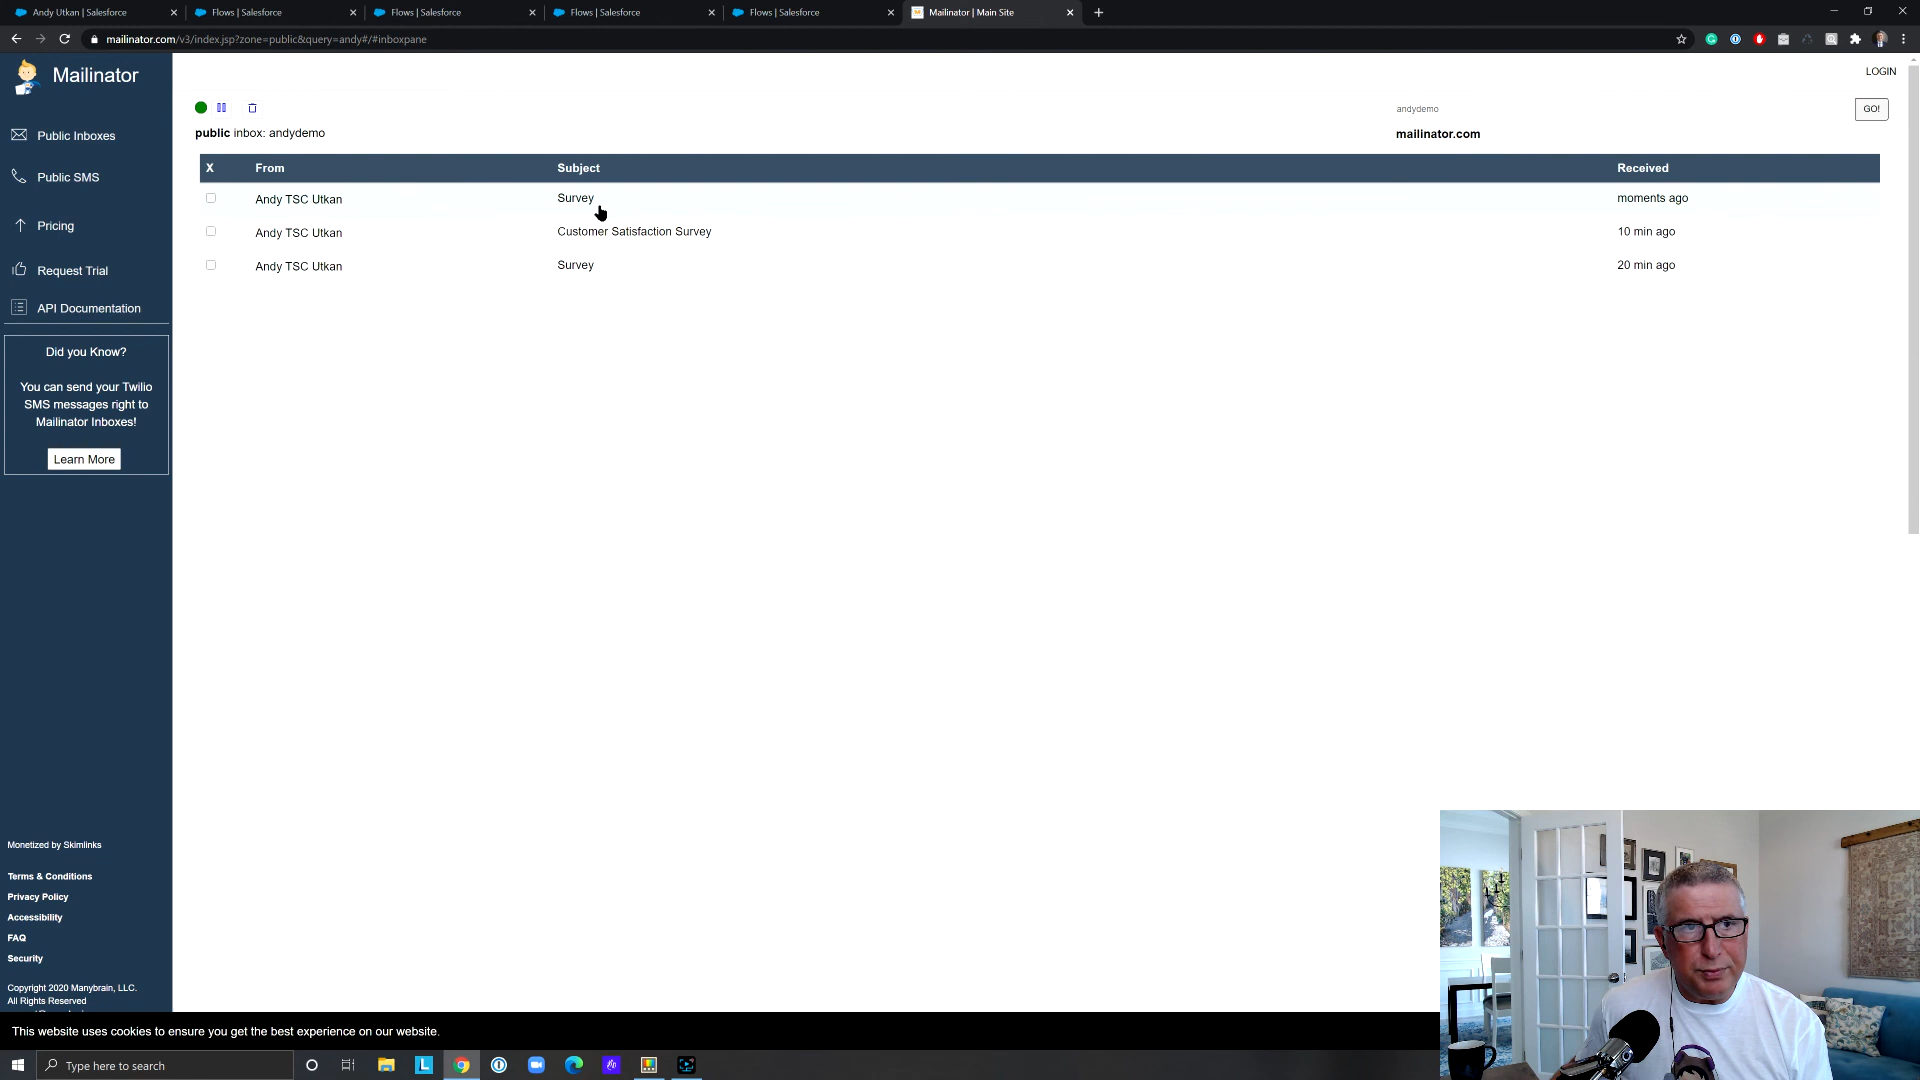 Andy Utkan | Salesforce
Flows | Salesforce
Flows | Salesforce
Flows | Salesforce
Flows | Salesforce
Mailinator | Main Site
mailinator.com/v3/index.jsp?zone=public&query=andy#/#inboxpane
Mailinator
LOGIN
Public Inboxes
Public SMS
Pricing
Request Trial
API Documentation
Did you Know?
You can send your Twilio
SMS messages right to
Mailinator Inboxes!
Learn More
andydemo
GO!
public inbox: andydemo
mailinator.com
X From Subject Received
Andy TSC Utkan Survey moments ago
Andy TSC Utkan Customer Satisfaction Survey 10 min ago
Andy TSC Utkan Survey 20 min ago
Monetized by Skimlinks
Terms & Conditions
Privacy Policy
Accessibility
FAQ
Security
Copyright 2020 Manybrain, LLC.
All Rights Reserved
This website uses cookies to ensure you get the best experience on our website.
Type here to search